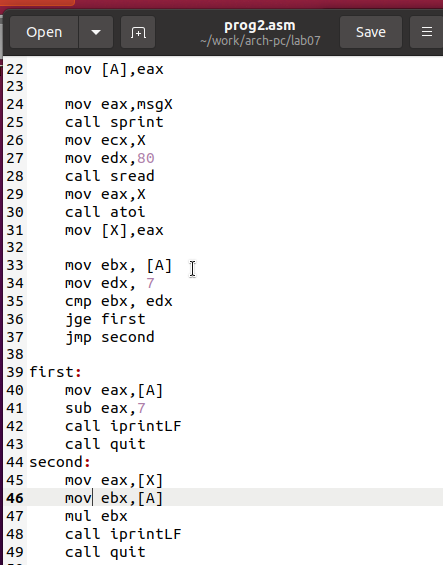 Open
prog2.asm
~/work/arch-pc/lab07
Save
22 mov [A],eax
23
24 mov eax,msgX
25 call sprint
26 mov ecx,X
27 mov edx,80
28 call sread
29 mov eax,X
30 call atoi
31 mov [X],eax
32
33 mov ebx, [A]
34 mov edx, 7
35 cmp ebx, edx
36 jge first
37 jmp second
38
39 first:
40 mov eax,[A]
41 sub eax,7
42 call iprintLF
43 call quit
44 second:
45 mov eax,[X]
46 mov ebx,[A]
47 mul ebx
48 call iprintLF
49 call quit